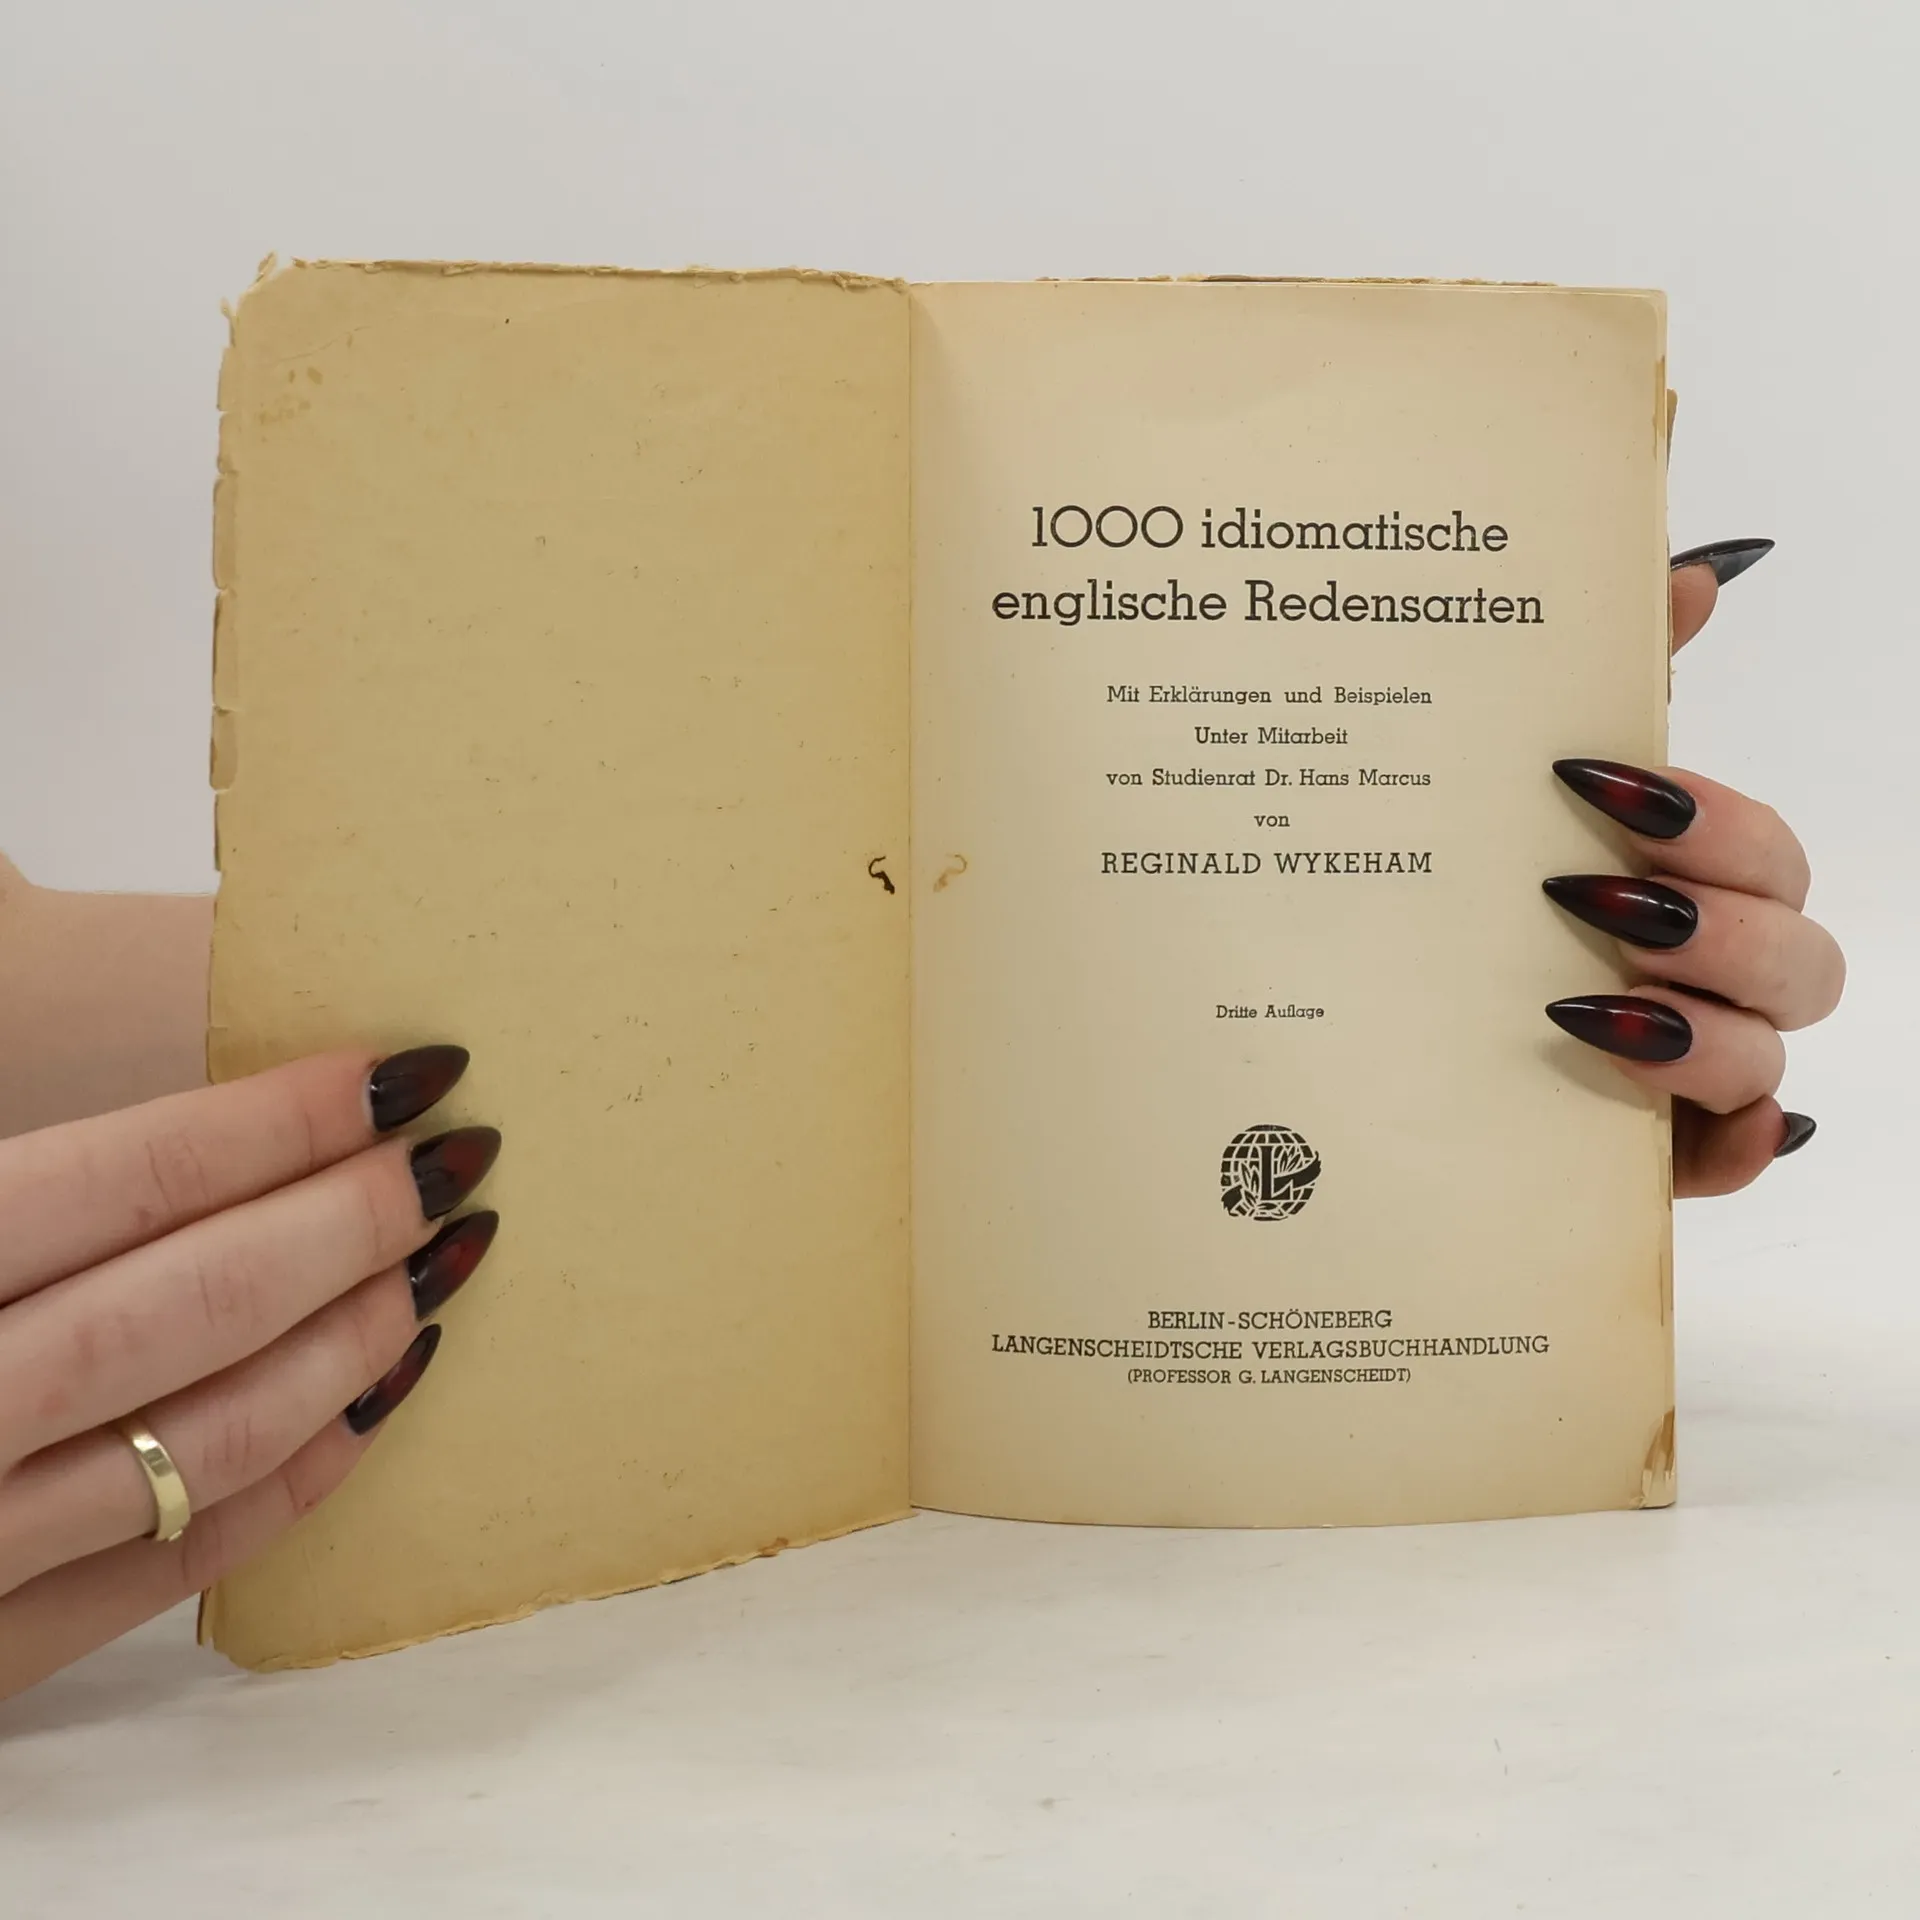 1000 idiomatische
englische Redensarten
Mit Erklärungen und Beispielen
Unter Mitarbeit
von Studienrat Dr. Hans Marcus
von
REGINALD WYKEHAM
Dritte Auflage
L
BERLIN-SCHÖNEBERG
LANGENSCHEIDTSCHE VERLAGSBUCHHANDLUNG
(PROFESSOR G. LANGENSCHEIDT)